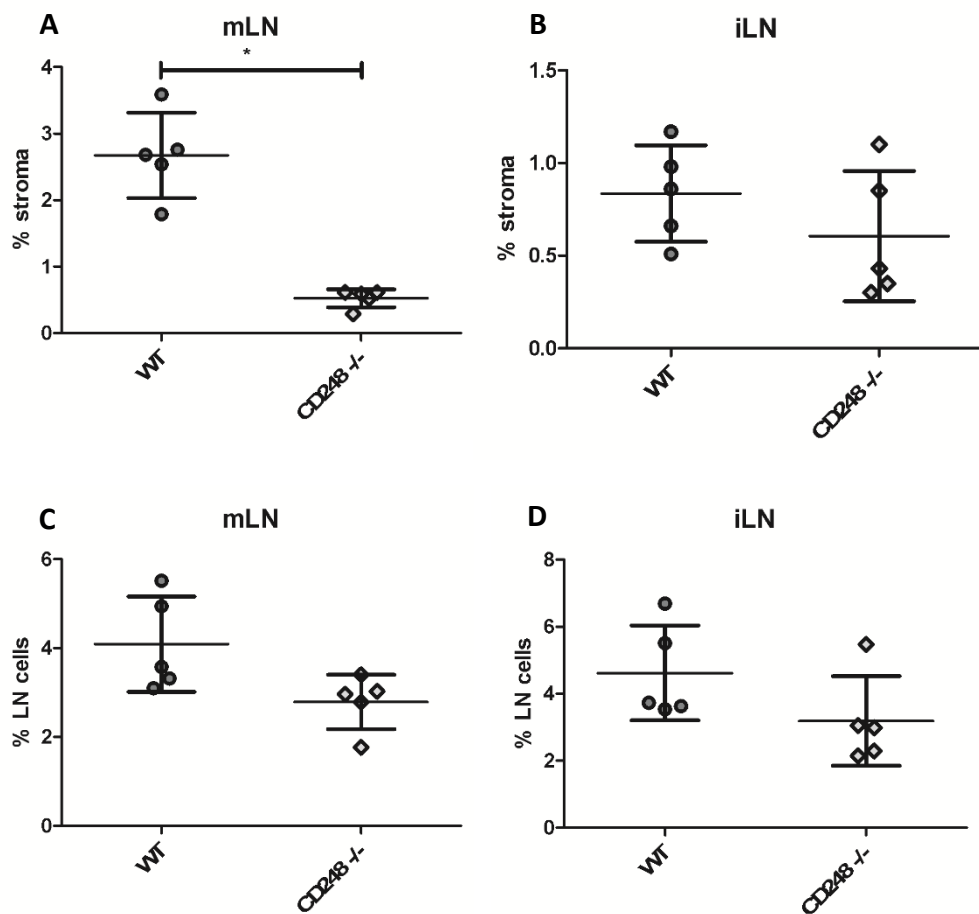 A
mLN
*
4
3
2
1
0
% stroma
WT
CD248 -/-
B
iLN
1.5
1.0
0.5
0.0
% stroma
WT
CD248 -/-
C
mLN
6
4
2
0
% LN cells
WT
CD248 -/-
D
iLN
8
6
4
2
0
% LN cells
WT
CD248 -/-